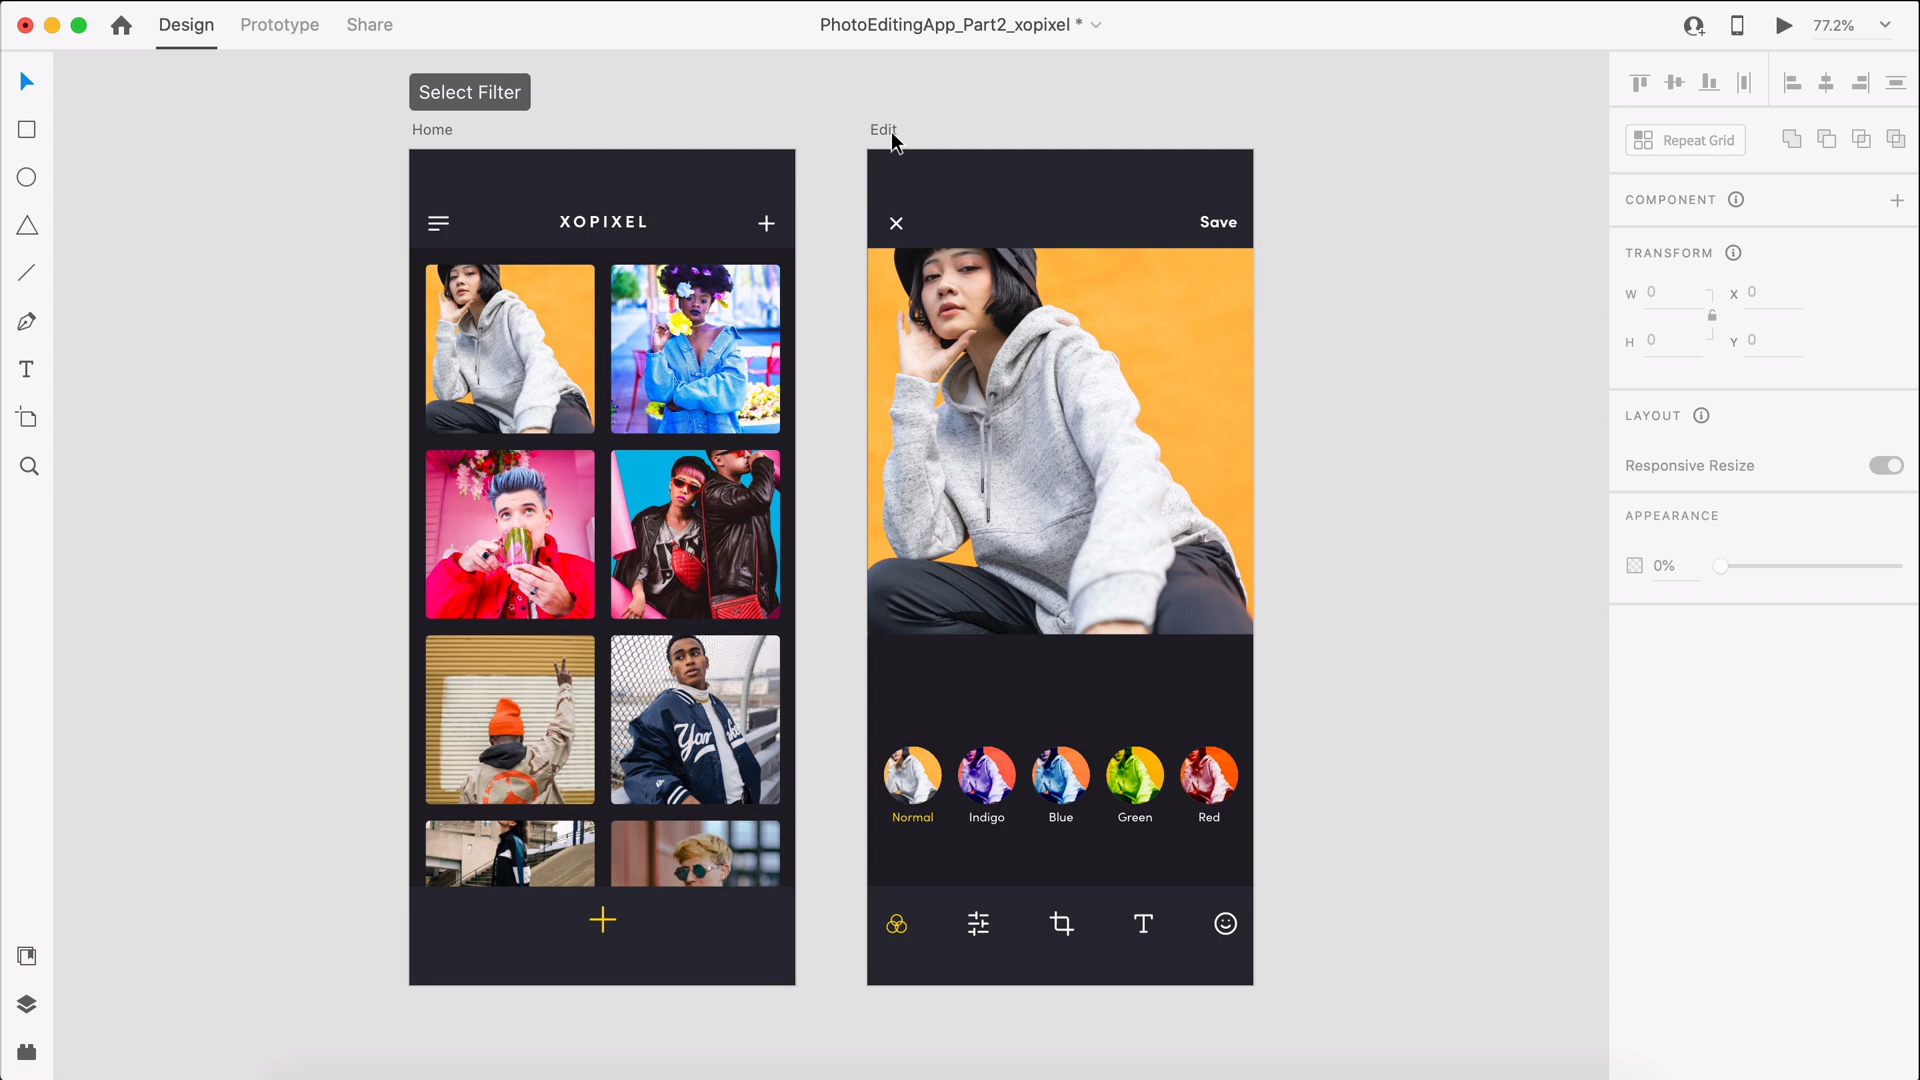 Design Prototype Share
PhotoEditingApp_Part2_xopixel *
77.2%
Select Filter
Home
Edit
XOPIXEL
Save
Normal
Indigo
Blue
Green
Red
Repeat Grid
COMPONENT
TRANSFORM
W 0 X 0
H 0 Y 0
LAYOUT
Responsive Resize
APPEARANCE
0%